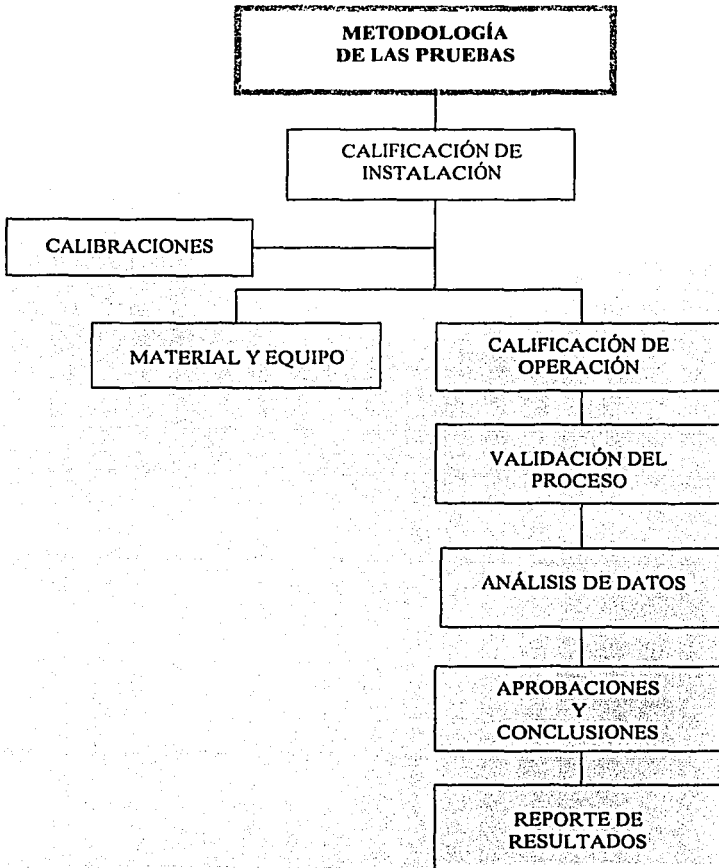 METODOLOGÍA
DE LAS PRUEBAS
CALIFICACIÓN DE
INSTALACIÓN
CALIBRACIONES
MATERIAL Y EQUIPO
CALIFICACIÓN DE
OPERACIÓN
VALIDACIÓN DEL
PROCESO
ANÁLISIS DE DATOS
APROBACIONES
Y
CONCLUSIONES
REPORTE DE
RESULTADOS